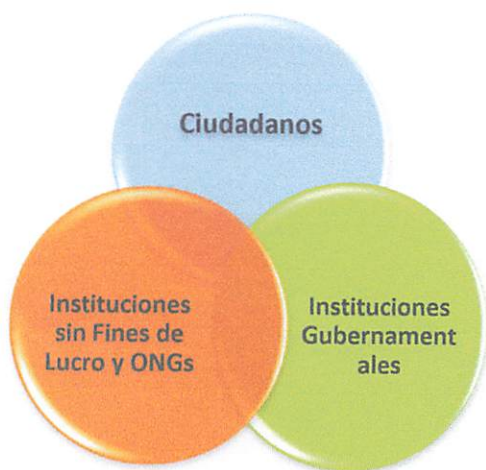 Ciudadanos
Instituciones
sin Fines de
Lucro y ONGs
Instituciones
Gubernament
ales